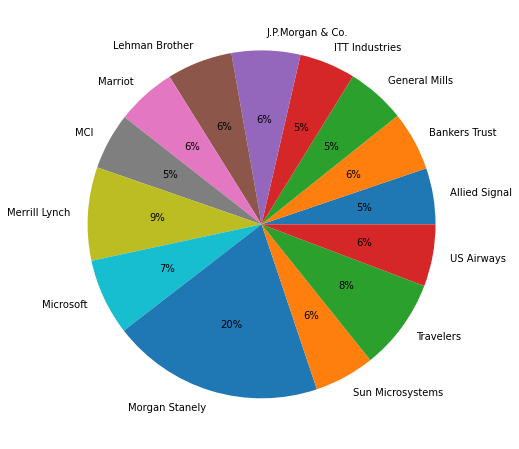 J.P.Morgan & Co.
Lehman Brother
ITT Industries
Marriot
General Mills
MCI
Bankers Trust
Merrill Lynch
Allied Signal
Microsoft
US Airways
Morgan Stanely
Travelers
Sun Microsystems
6%
6%
5%
6%
5%
5%
6%
9%
5%
7%
6%
20%
8%
6%